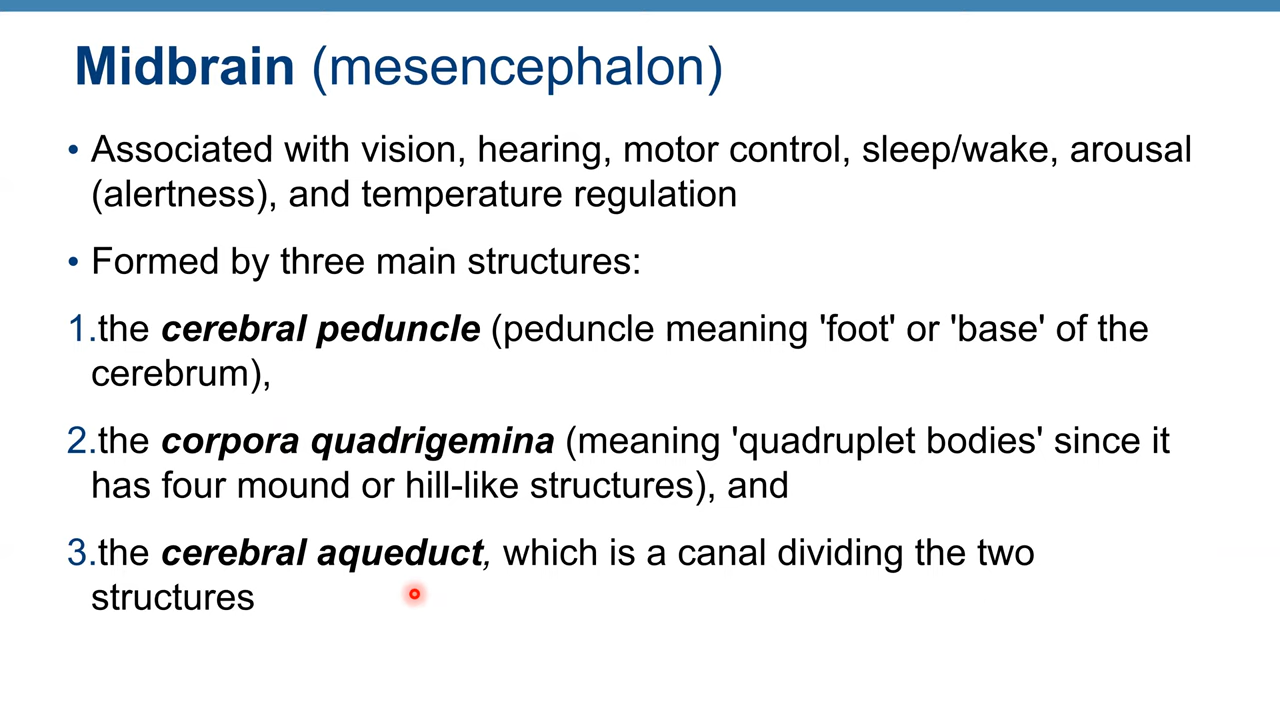 Midbrain (mesencephalon)
• Associated with vision, hearing, motor control, sleep/wake, arousal
(alertness), and temperature regulation
• Formed by three main structures:
1.the cerebral peduncle (peduncle meaning 'foot' or 'base' of the
cerebrum),
2.the corpora quadrigemina (meaning 'quadruplet bodies' since it
has four mound or hill-like structures), and
3.the cerebral aqueduct, which is a canal dividing the two
structures